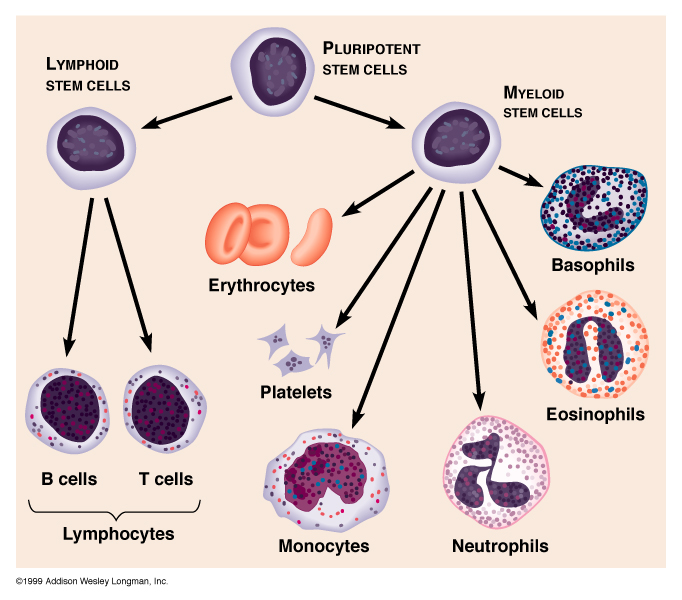 LYMPHOID
STEM CELLS
PLURIPOTENT
STEM CELLS
MYELOID
STEM CELLS
Basophils
Erythrocytes
Platelets
Eosinophils
B cells
T cells
Lymphocytes
Monocytes
Neutrophils
©1999 Addison Wesley Longman, Inc.